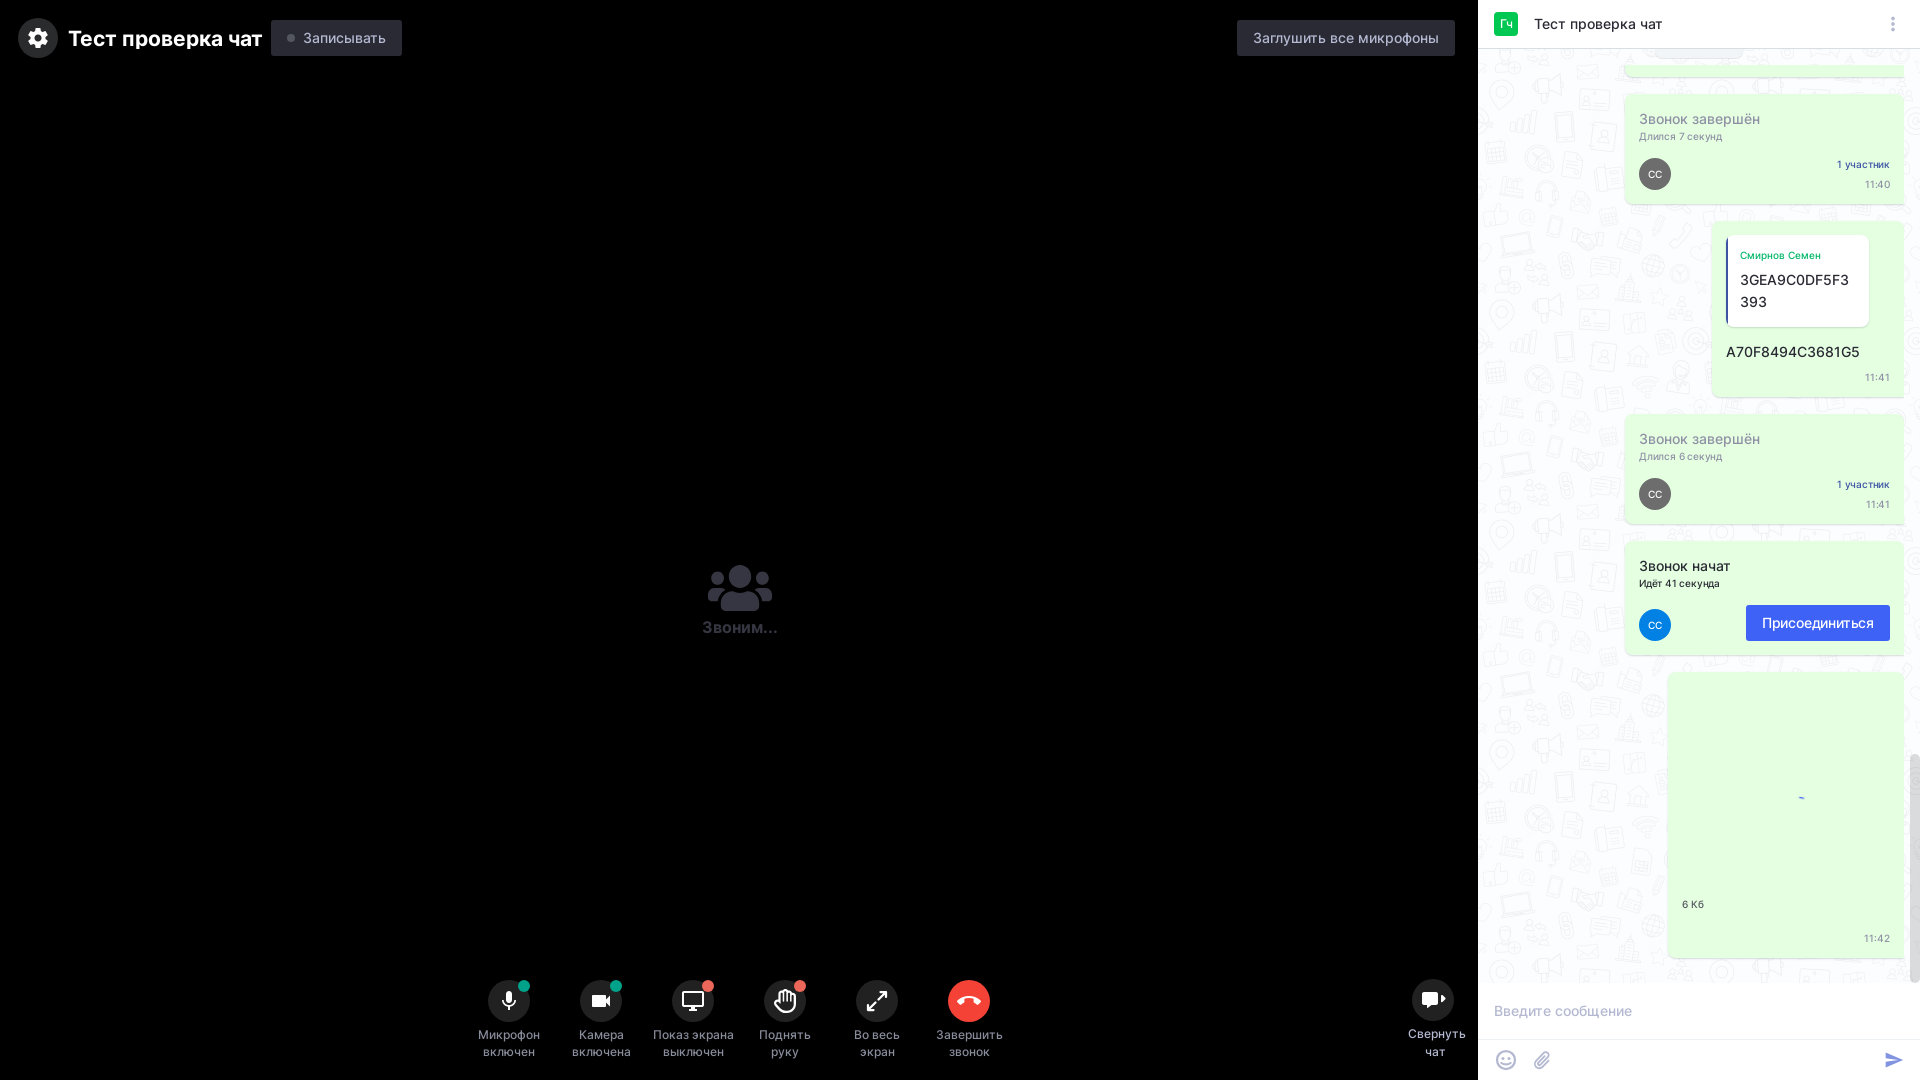 Тест проверка чат
Записывать
Заглушить все микрофоны
Звоним...
Микрофон
включен
Камера
включена
Показ экрана
выключен
Поднять
руку
Во весь
экран
Завершить
звонок
Свернуть
чат
Гч
Тест проверка чат
Звонок завершён
Длился 7 секунд
СС
1 участник
11:40
Смирнов Семен
3GEA9C0DF5F3
393
A70F8494C3681G5
11:41
Звонок завершён
Длился 6 секунд
СС
1 участник
11:41
Звонок начат
Идёт 41 секунда
СС
Присоединиться
6 Кб
11:42
Введите сообщение